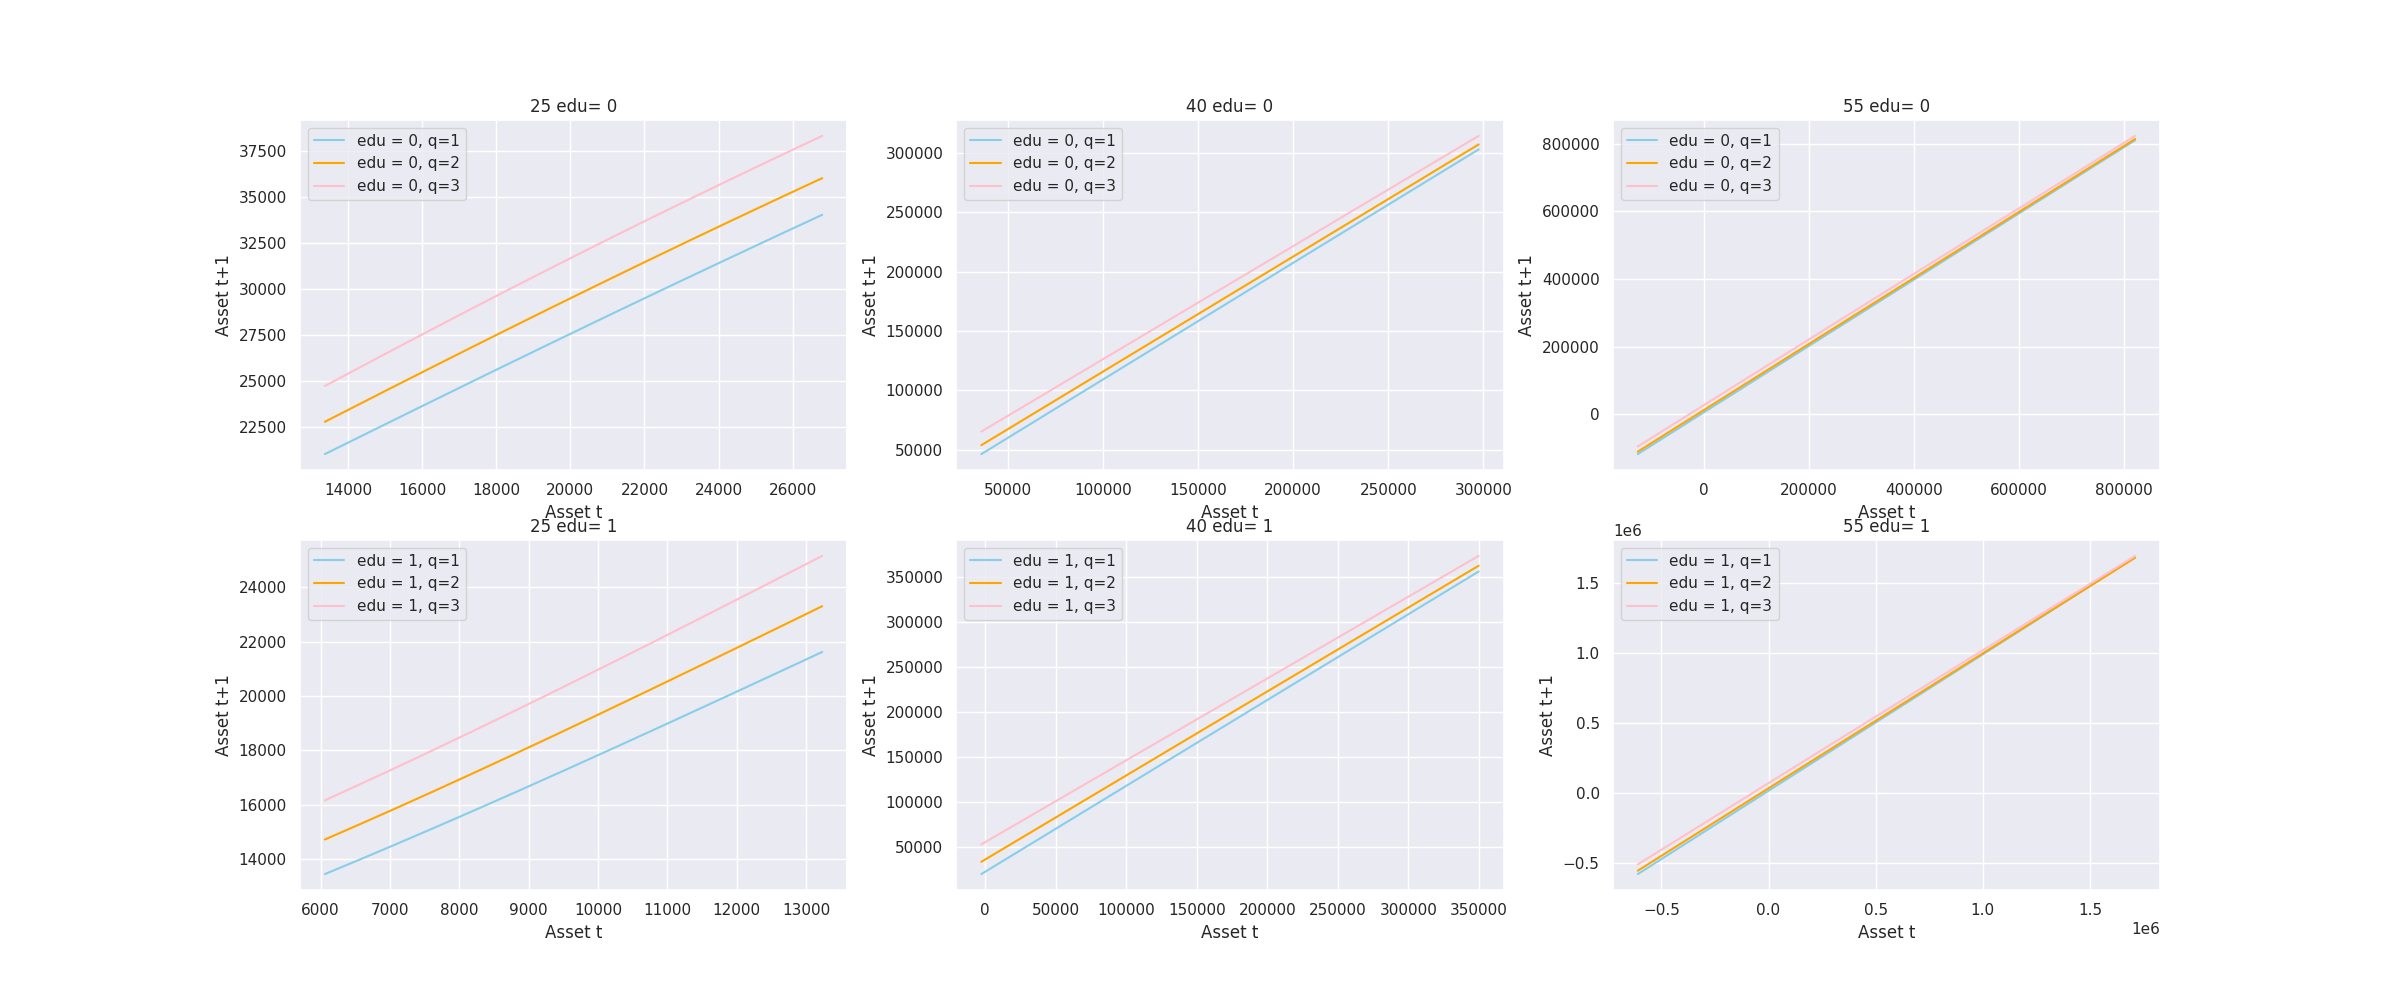 25 edu= 0
edu = 0, q=1
edu = 0, q=2
edu = 0, q=3
37500
35000
32500
30000
27500
25000
22500
Asset t+1
14000 16000 18000 20000 22000 24000 26000
Asset t
40 edu= 0
edu = 0, q=1
edu = 0, q=2
edu = 0, q=3
300000
250000
200000
150000
100000
50000
Asset t+1
50000 100000 150000 200000 250000 300000
Asset t
55 edu= 0
edu = 0, q=1
edu = 0, q=2
edu = 0, q=3
800000
600000
400000
200000
0
Asset t+1
0 200000 400000 600000 800000
Asset t
25 edu= 1
edu = 1, q=1
edu = 1, q=2
edu = 1, q=3
24000
22000
20000
18000
16000
14000
Asset t+1
6000 7000 8000 9000 10000 11000 12000 13000
Asset t
40 edu= 1
edu = 1, q=1
edu = 1, q=2
edu = 1, q=3
350000
300000
250000
200000
150000
100000
50000
Asset t+1
0 50000 100000 150000 200000 250000 300000 350000
Asset t
55 edu= 1
1e6
edu = 1, q=1
edu = 1, q=2
edu = 1, q=3
1.5
1.0
0.5
0.0
−0.5
Asset t+1
−0.5 0.0 0.5 1.0 1.5
1e6
Asset t